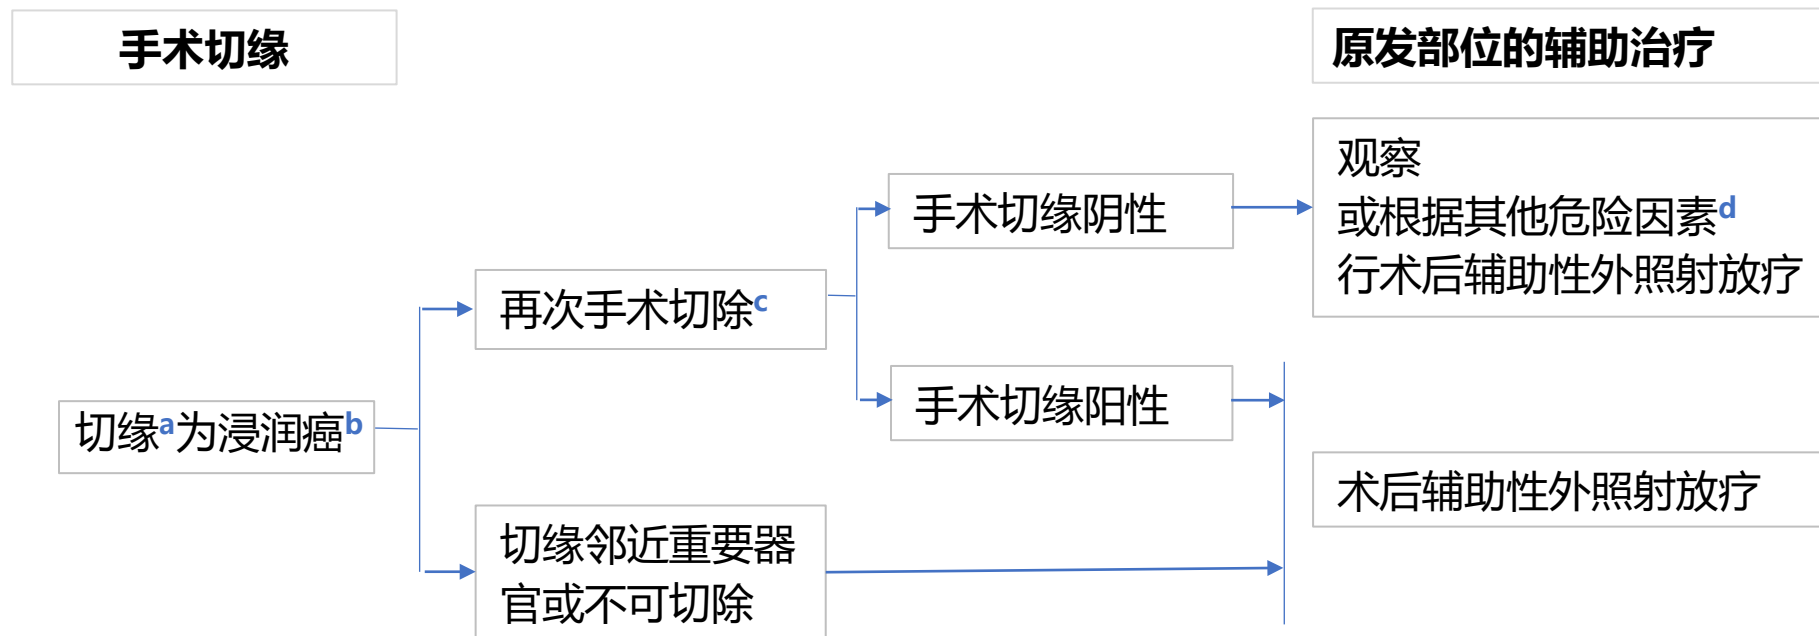 手术切缘
原发部位的辅助治疗
观察
或根据其他危险因素d
行术后辅助性外照射放疗
手术切缘阴性
再次手术切除c
手术切缘阳性
切缘a为浸润癌b
术后辅助性外照射放疗
切缘邻近重要器
官或不可切除